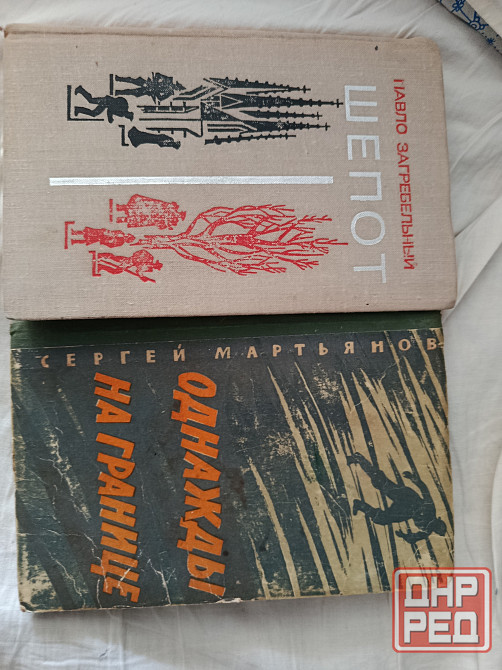 ПАВЛО ЗАГРЕБЕЛЬНЫЙ
ШЕПОТ
СЕРГЕЙ МАРТЬЯНОВ
ОДНАЖДЫ
НА ГРАНИЦЕ
ДНР
РЕД